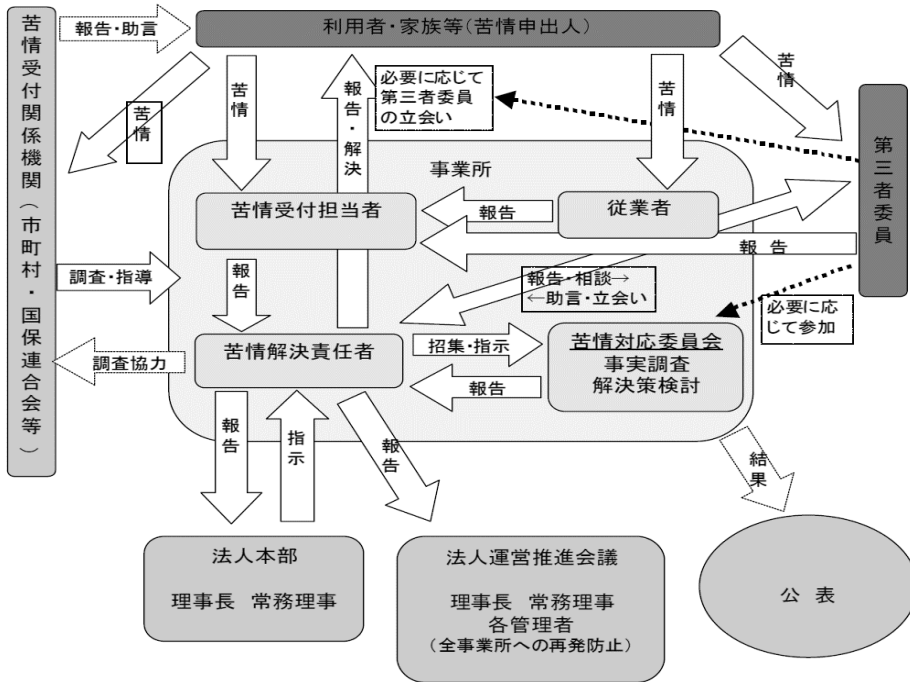 苦情受付関係機関(市町村・国保連合会等)
報告・助言
利用者・家族等(苦情申出人)
苦情
苦情
報告・解決
必要に応じて
第三者委員
の立会い
苦情
苦情
第三者委員
事業所
苦情受付担当者
報告
従業者
報告
調査・指導
報告
報告・相談→
←助言・立会い
必要に応
じて参加
苦情解決責任者
招集・指示
報告
苦情対応委員会
事実調査
解決策検討
調査協力
報告
指示
報告
結果
法人本部
理事長 常務理事
法人運営推進会議
理事長 常務理事
各管理者
(全事業所への再発防止)
公表